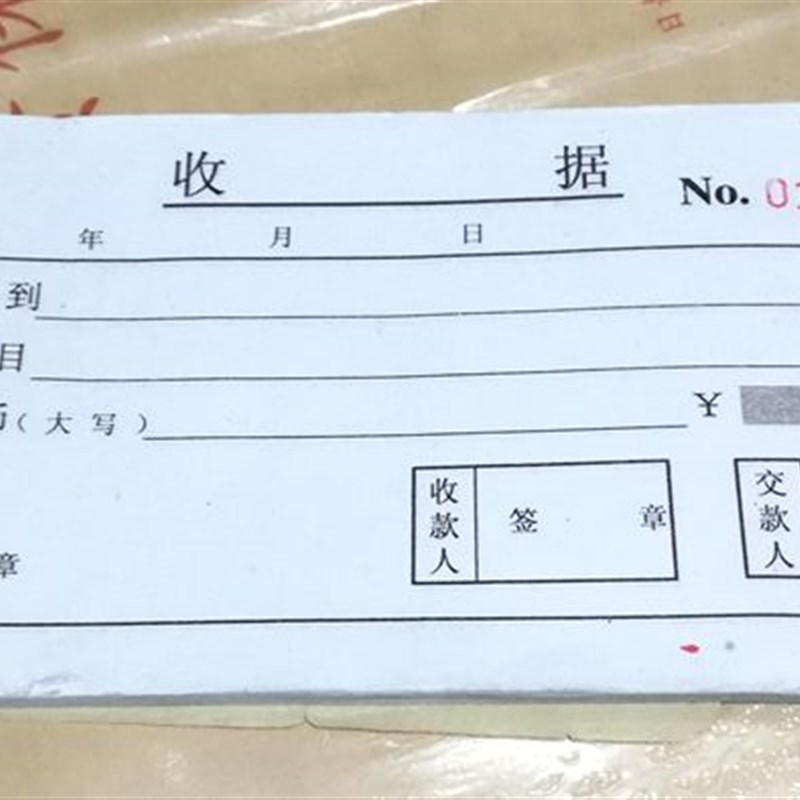 收 据
No. 0
年 月 日
到
目
（大写） ¥
收款人 签 章
交款人
章